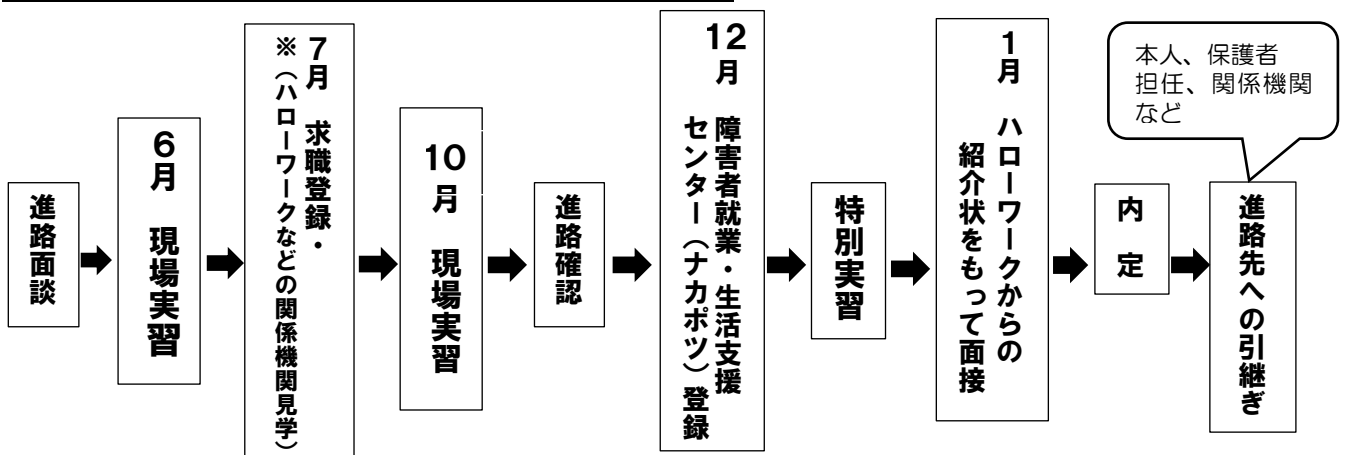 進路面談
6月 現場実習
7月 求職登録・
※（ハローワークなどの関係機関見学）
10月 現場実習
進路確認
12月 障害者就業・生活支援
センター（ナカポツ）登録
特別実習
1月 ハローワークからの
紹介状をもって面接
内定
進路先への引継ぎ
本人、保護者
担任、関係機関
など